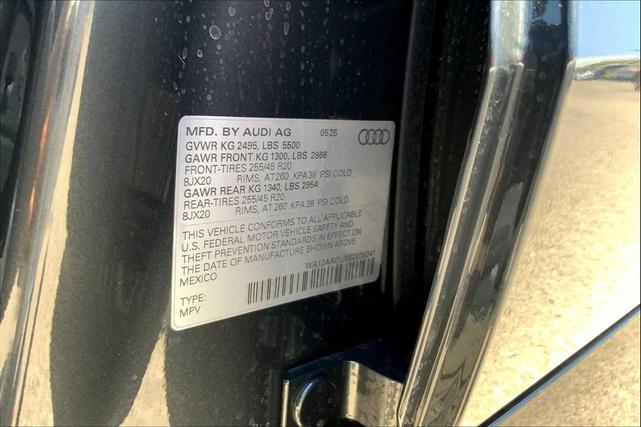 MFD. BY AUDI AG 05 25
GVWR KG 2495, LBS 5500
GAWR FRONT KG 1300, LBS 2866
FRONT-TIRES 255/45 R20
8JX20 RIMS, AT 260 KPA 38 PSI COLD
GAWR REAR KG 1340, LBS 2954
REAR-TIRES 255/45 R20
8JX20 RIMS, AT 260 KPA 38 PSI COLD
THIS VEHICLE CONFORMS TO ALL APPLICABLE
U.S. FEDERAL MOTOR VEHICLE SAFETY AND
THEFT PREVENTION STANDARDS IN EFFECT ON
THE DATE OF MANUFACTURE SHOWN ABOVE
MEXICO
TYPE:
MPV